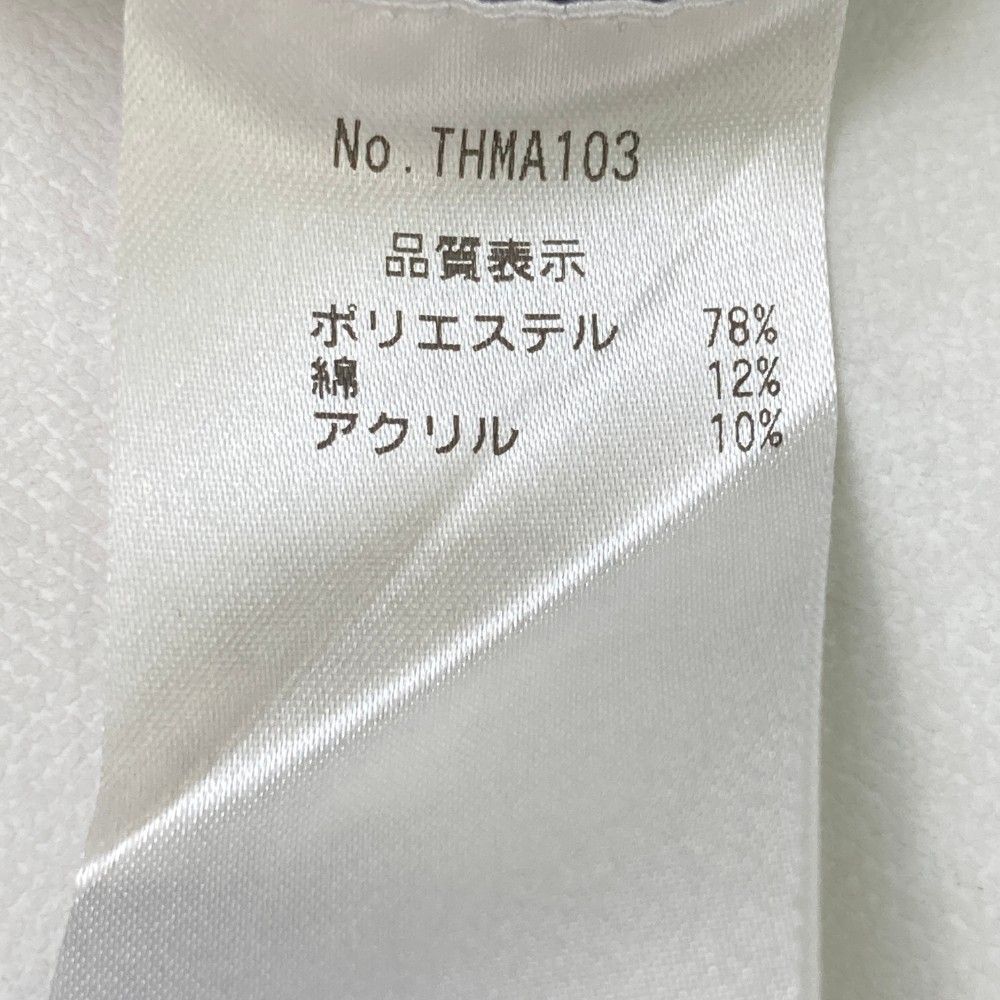 No.THMA103
品質表示
ポリエステル 78%
綿 12%
アクリル 10%